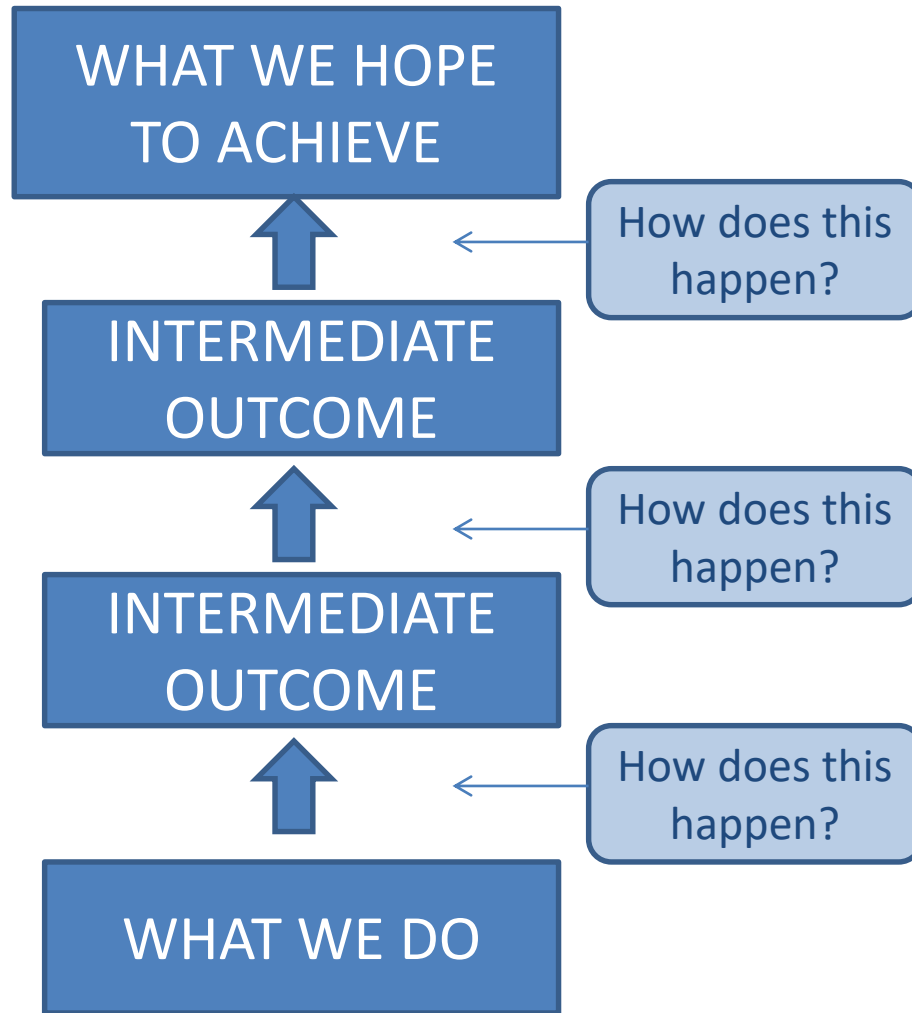 WHAT WE HOPE
TO ACHIEVE
How does this
happen?
INTERMEDIATE
OUTCOME
How does this
happen?
INTERMEDIATE
OUTCOME
How does this
happen?
WHAT WE DO